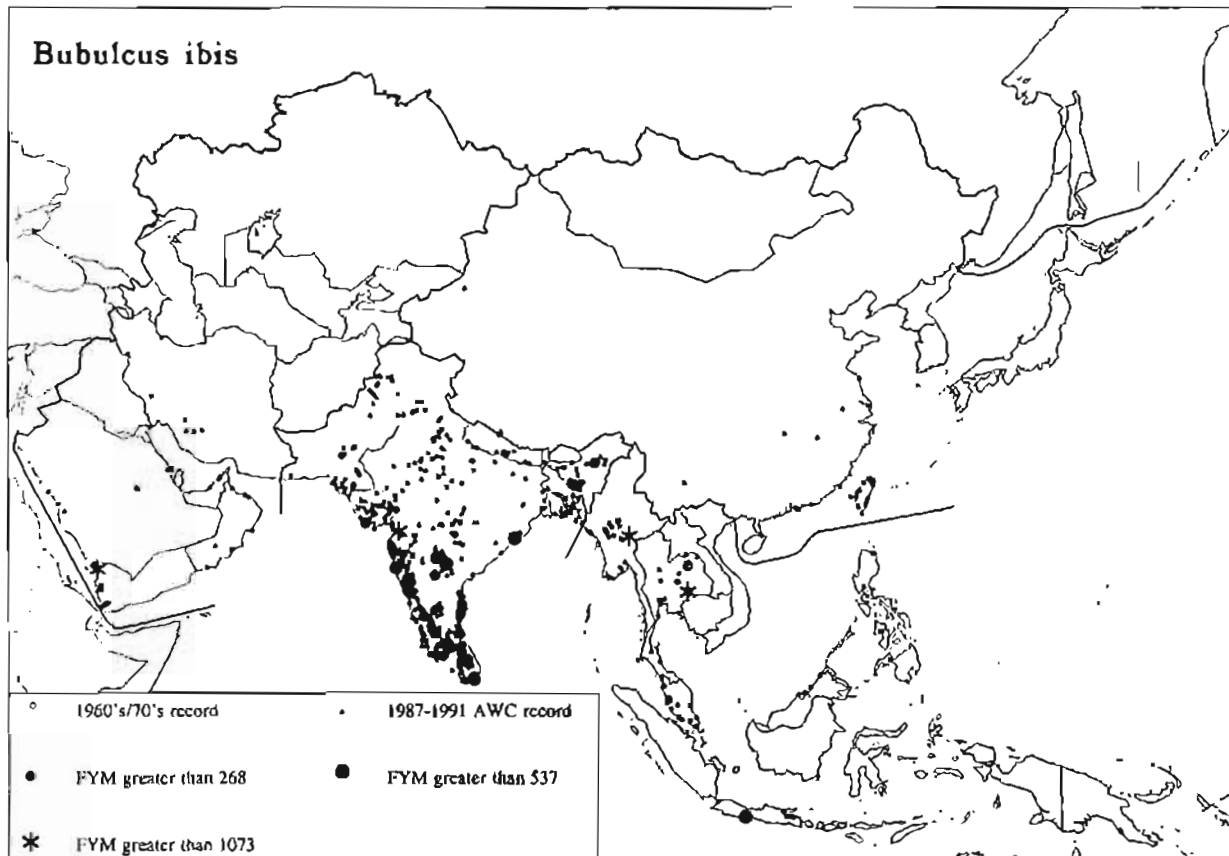 Bubulcus ibis
1960's/70's record
1987-1991 AWC record
FYM greater than 268
FYM greater than 537
FYM greater than 1073